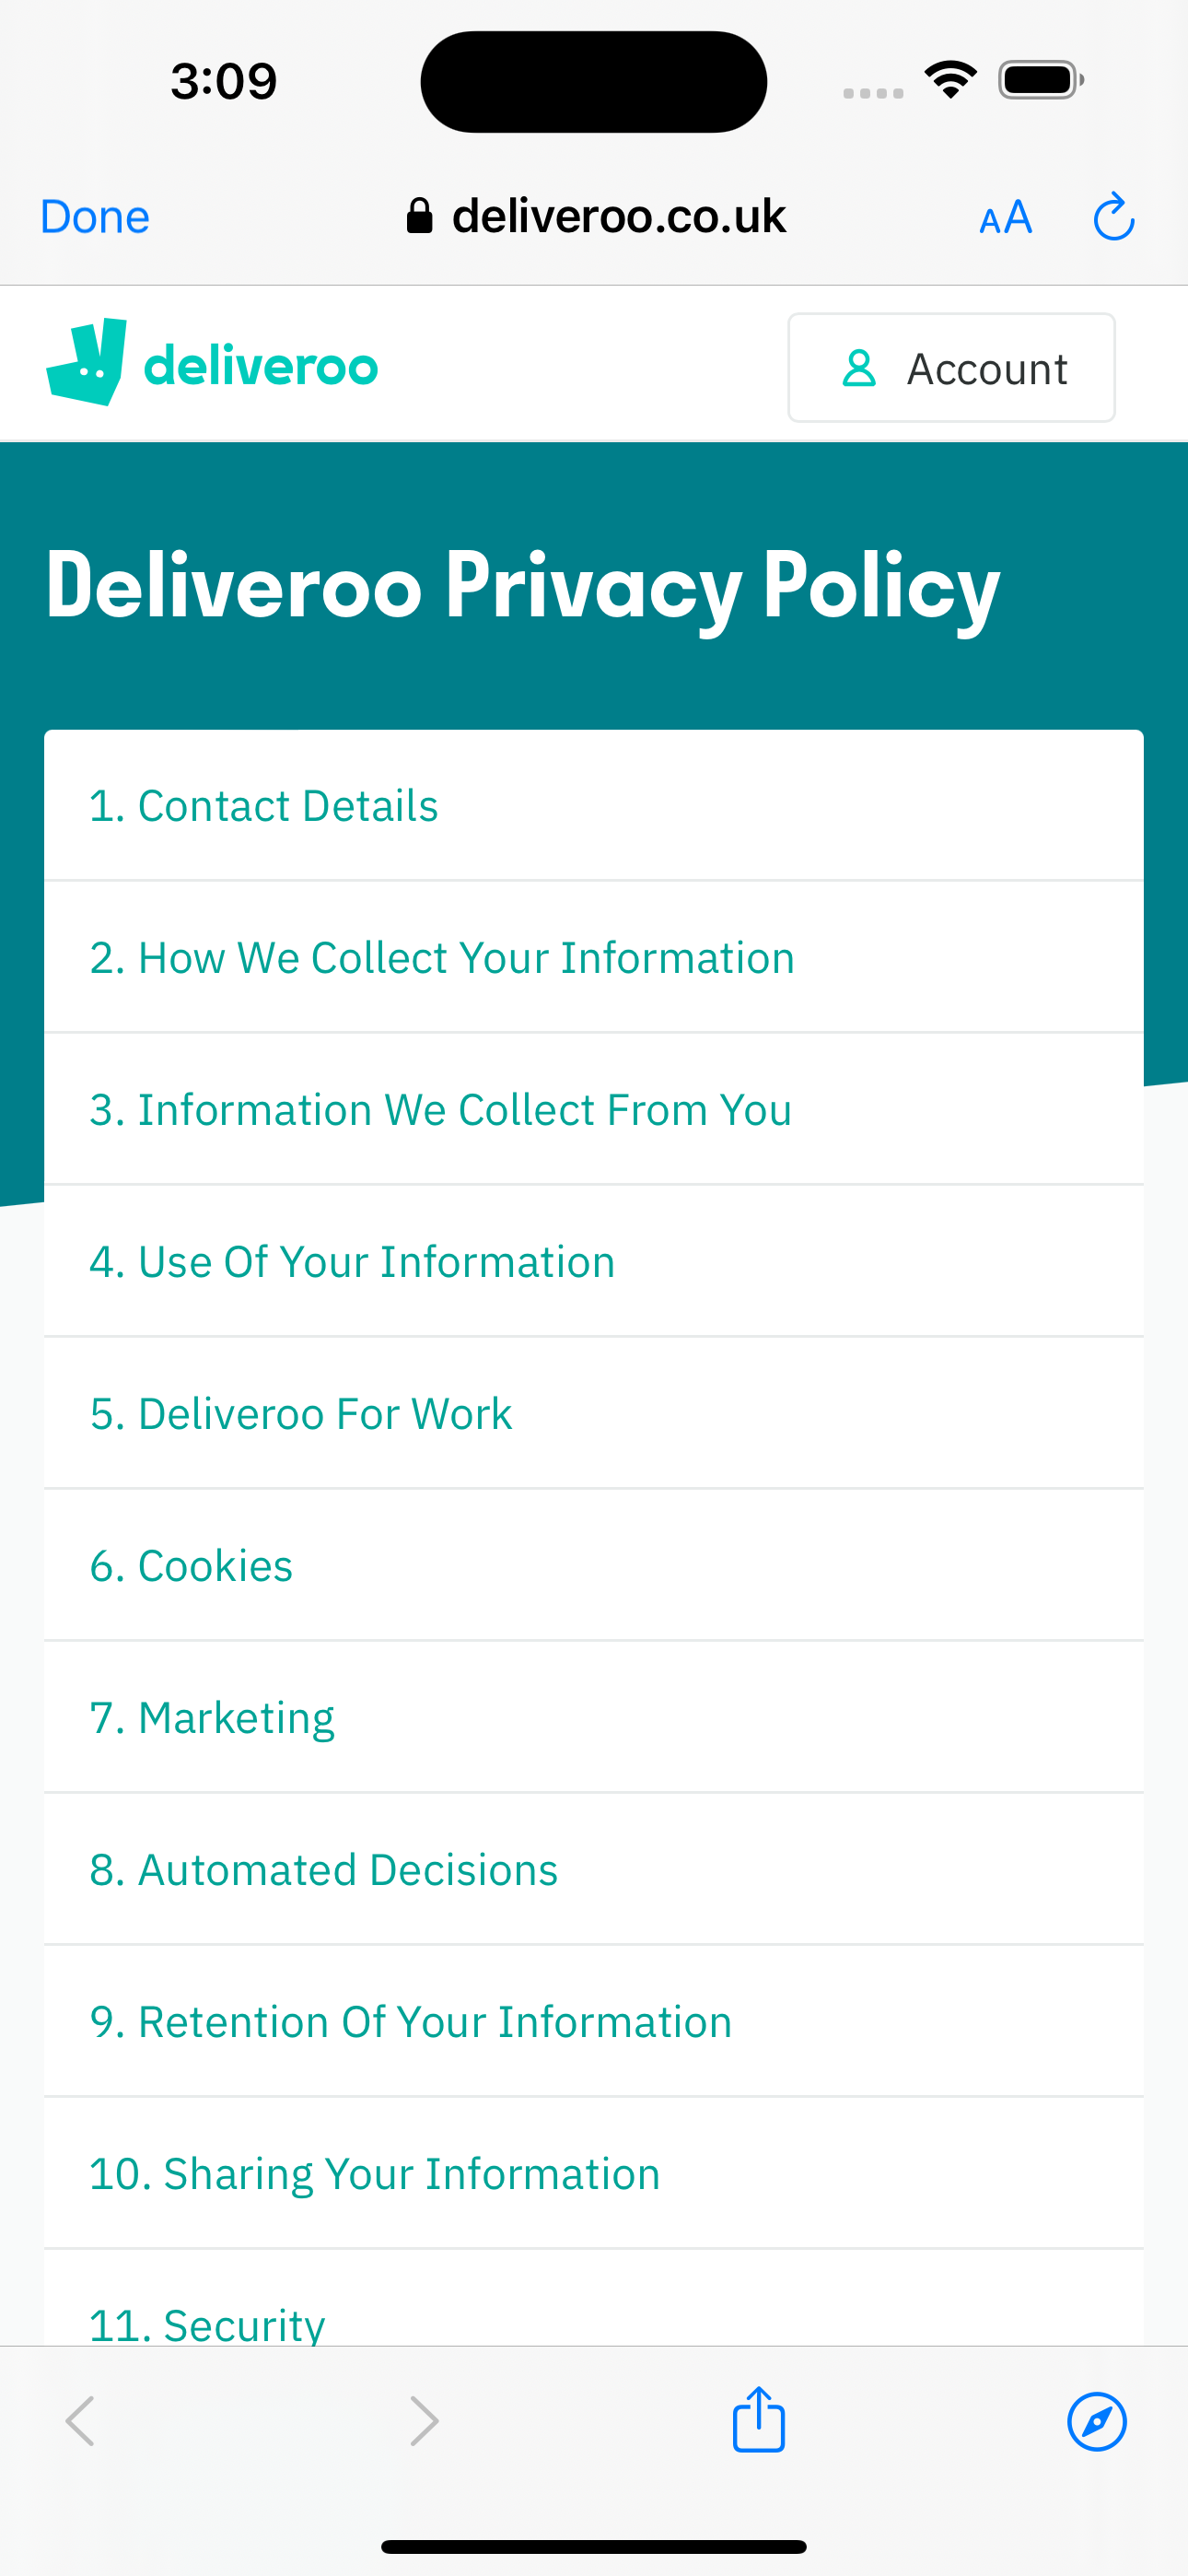 3:09
Done
deliveroo.co.uk
AA
deliveroo
Account
Deliveroo Privacy Policy
1. Contact Details
2. How We Collect Your Information
3. Information We Collect From You
4. Use Of Your Information
5. Deliveroo For Work
6. Cookies
7. Marketing
8. Automated Decisions
9. Retention Of Your Information
10. Sharing Your Information
11. Security